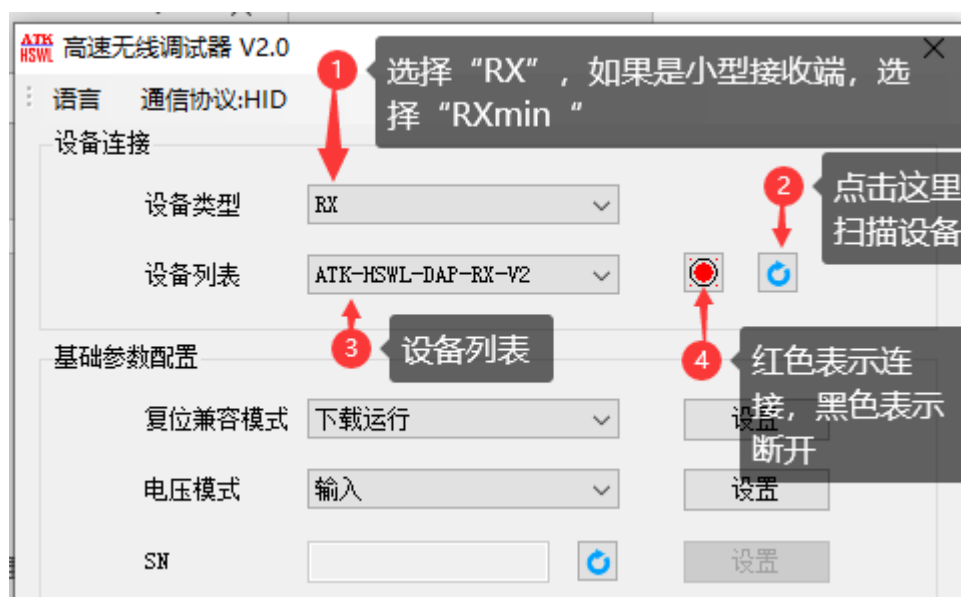 ATK
HSWL 高速无线调试器 V2.0
1 选择“RX”，如果是小型接收端，选
择“RXmin “
语言 通信协议:HID
设备连接
2 点击这里
扫描设备
设备类型 RX
设备列表 ATK-HSWL-DAP-RX-V2
3 设备列表
4 红色表示连
接，黑色表示
断开
基础参数配置
复位兼容模式 下载运行
电压模式 输入 设置
SN 设置